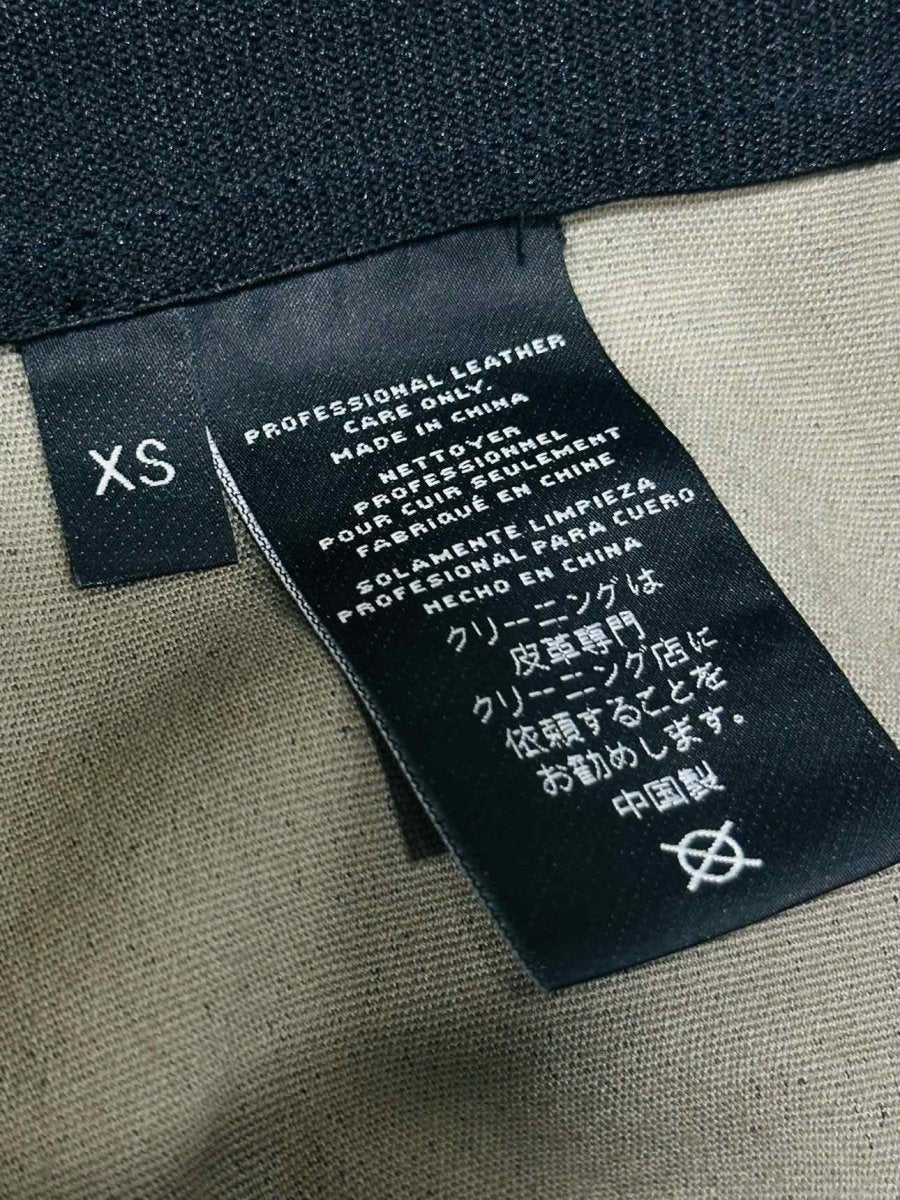 XS
PROFESSIONAL LEATHER
CARE ONLY.
MADE IN CHINA
NETTOYER
PROFESSIONNEL
POUR CUIR SEULEMENT
FABRIQUÉ EN CHINE
SOLAMENTE LIMPIEZA
PROFESIONAL PARA CUERO
HECHO EN CHINA
クリーニングは
皮革専門
クリーニング店に
依頼することを
お勧めします。
中国製